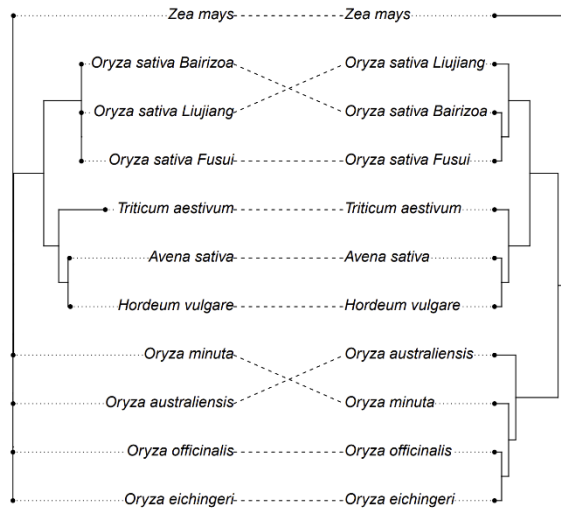 Zea mays Zea mays
Oryza sativa Bairizoa Oryza sativa Liujiang
Oryza sativa Liujiang Oryza sativa Bairizoa
Oryza sativa Fusui Oryza sativa Fusui
Triticum aestivum Triticum aestivum
Avena sativa Avena sativa
Hordeum vulgare Hordeum vulgare
Oryza minuta Oryza australiensis
Oryza australiensis Oryza minuta
Oryza officinalis Oryza officinalis
Oryza eichingeri Oryza eichingeri